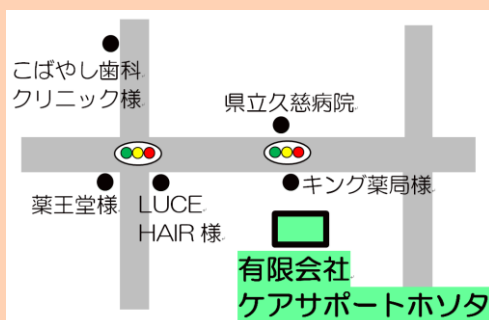 こばやし歯科
クリニック様
県立久慈病院
薬王堂様
LUCE
HAIR 様
キング薬局様
有限会社
ケアサポートホソタ